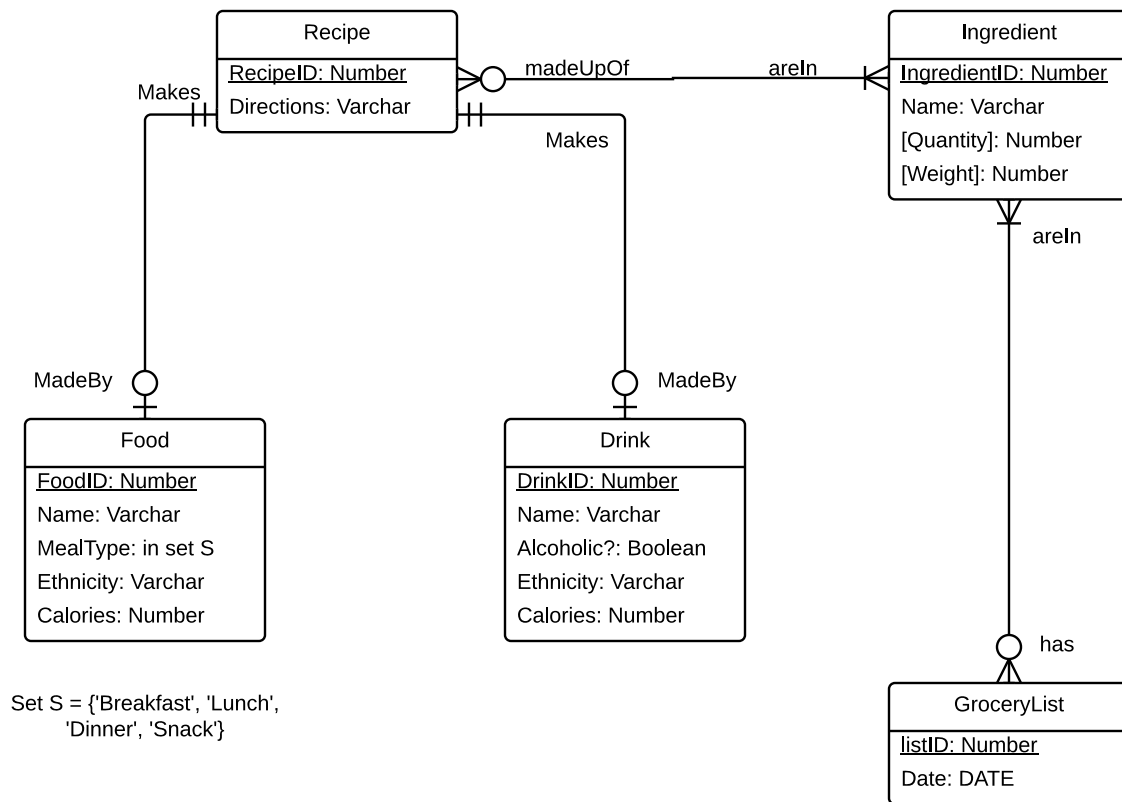 Recipe
RecipeID: Number
Directions: Varchar
Ingredient
IngredientID: Number
Name: Varchar
[Quantity]: Number
[Weight]: Number
madeUpOf
areIn
Makes
Makes
areIn
MadeBy
MadeBy
Food
FoodID: Number
Name: Varchar
MealType: in set S
Ethnicity: Varchar
Calories: Number
Drink
DrinkID: Number
Name: Varchar
Alcoholic?: Boolean
Ethnicity: Varchar
Calories: Number
has
GroceryList
listID: Number
Date: DATE
Set S = {'Breakfast', 'Lunch',
'Dinner', 'Snack'}